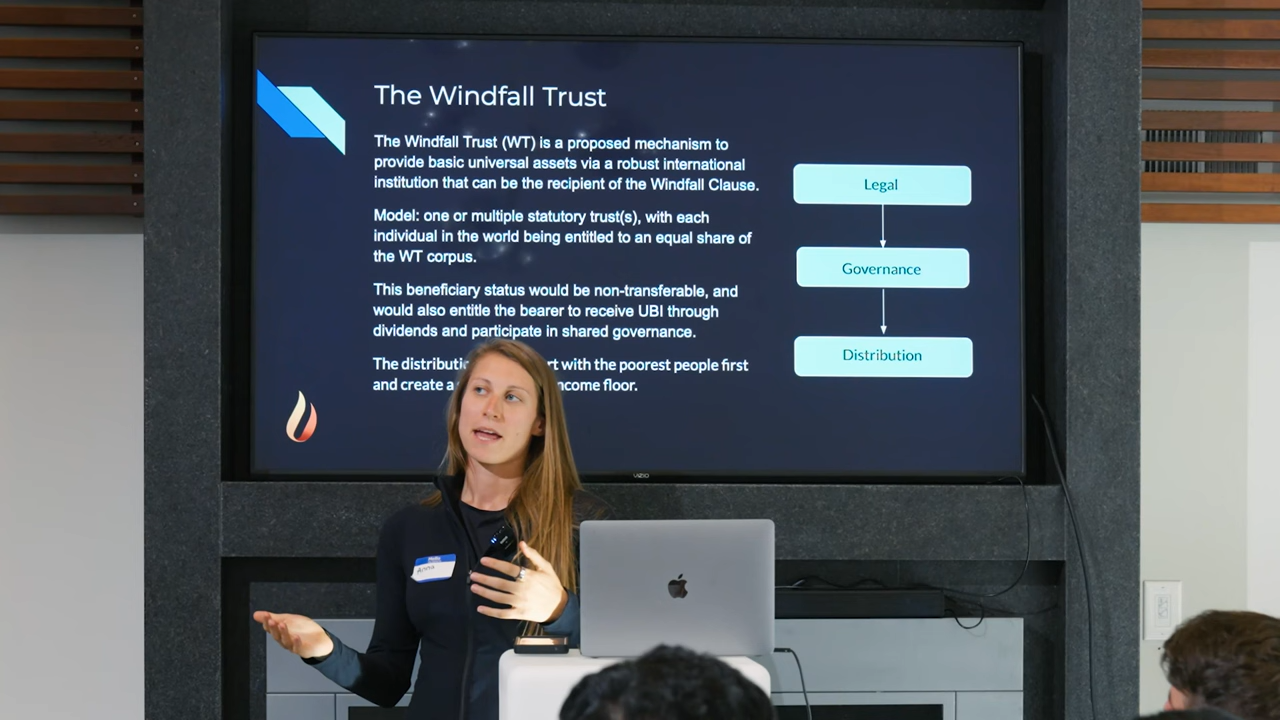 The Windfall Trust
The Windfall Trust (WT) is a proposed mechanism to
provide basic universal assets via a robust international
institution that can be the recipient of the Windfall Clause.
Model: one or multiple statutory trust(s), with each
individual in the world being entitled to an equal share of
the WT corpus.
This beneficiary status would be non-transferable, and
would also entitle the bearer to receive UBI through
dividends and participate in shared governance.
The distributio rt with the poorest people first
and create a ncome floor.
Legal
Governance
Distribution
VIZIO
Anna